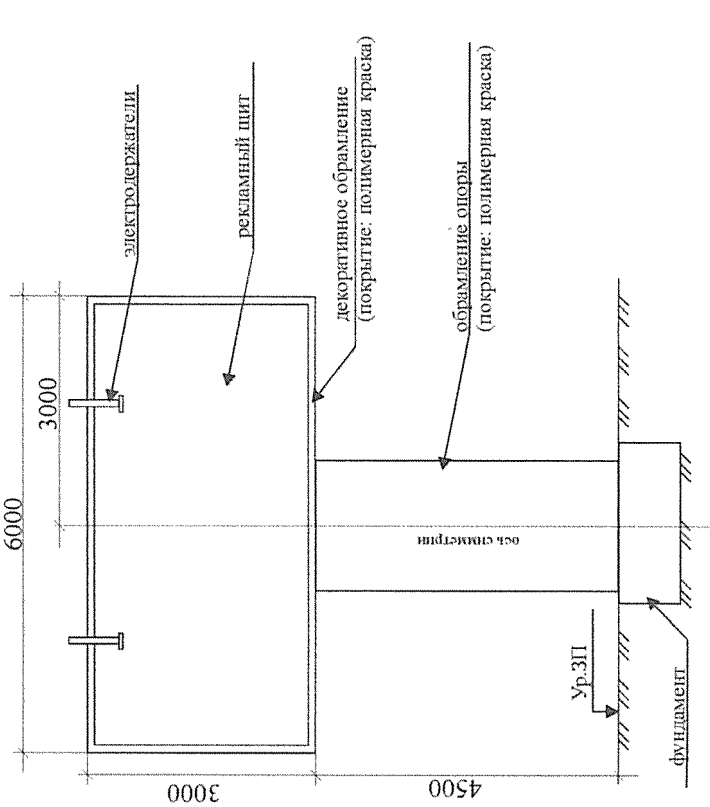 6000
3000
электродержатели
рекламный щит
декоративное обрамление
(покрытие: полимерная краска)
обрамление опоры
(покрытие: полимерная краска)
3000
4500
ось симметрии
Ур.ЗП
фундамент